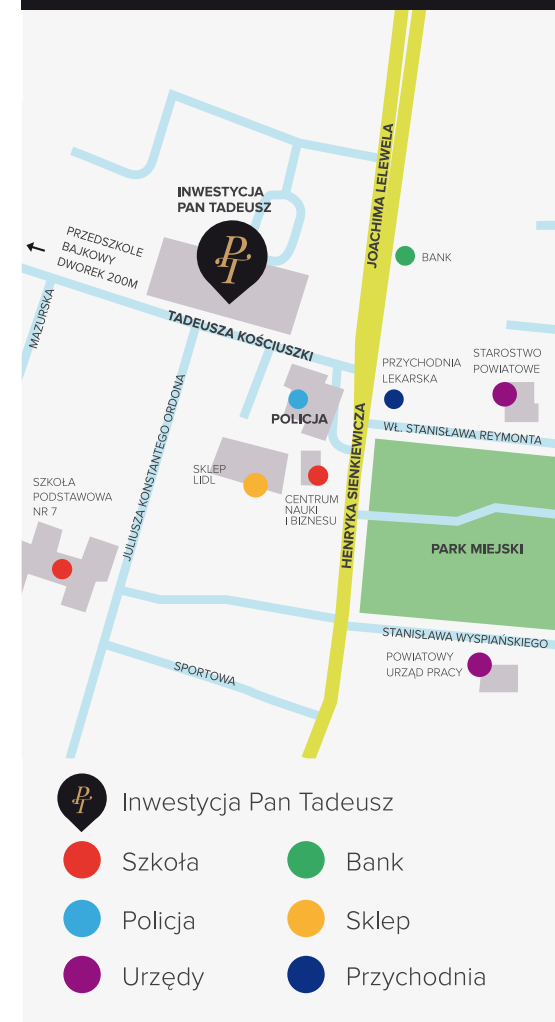 JOACHIMA LELEWELA
INWESTYCJA
PAN TADEUSZ
PT
PRZEDSZKOLE
BAJKOWY
DWOREK 200M
BANK
MAZURSKA
TADEUSZA KOŚCIUSZKI
PRZYCHODNIA
LEKARSKA
STAROSTWO
POWIATOWE
JULIUSZA KONSTANTEGO ORDONA
POLICJA
HENRYKA SIENKIEWICZA
WŁ. STANISŁAWA REYMONTA
SKLEP
LIDL
SZKOŁA
PODSTAWOWA
NR 7
CENTRUM
NAUKI
I BIZNESU
PARK MIEJSKI
STANISŁAWA WYSPIAŃSKIEGO
POWIATOWY
URZĄD PRACY
SPORTOWA
PT
Inwestycja Pan Tadeusz
Szkoła
Bank
Policja
Sklep
Urzędy
Przychodnia